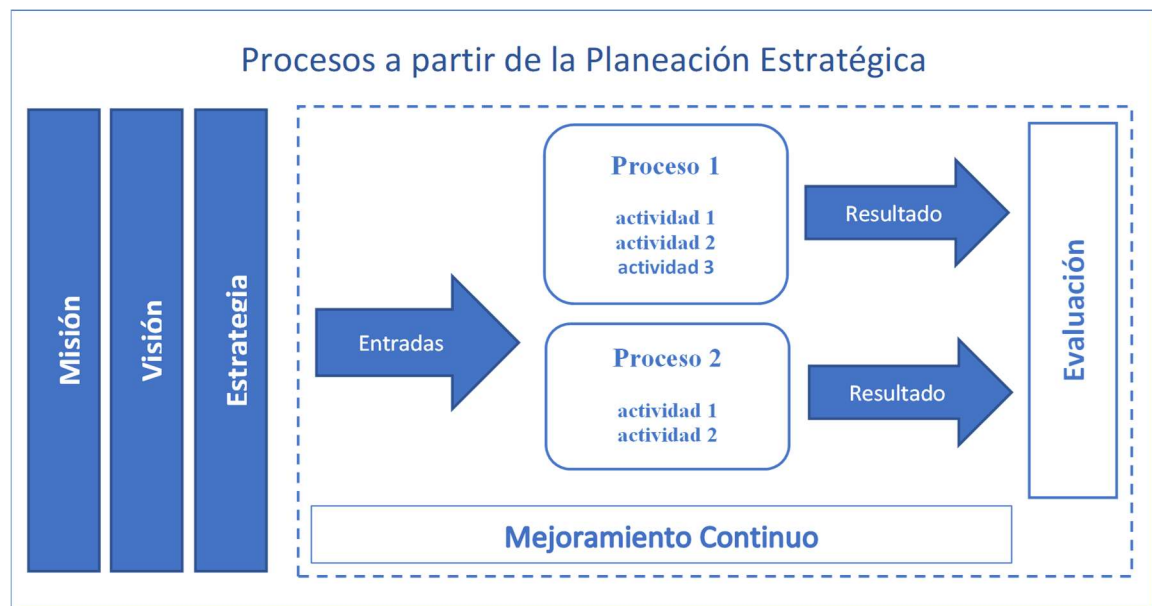 Procesos a partir de la Planeación Estratégica
Misión
Visión
Estrategia
Entradas
Proceso 1
actividad 1
actividad 2
actividad 3
Resultado
Proceso 2
actividad 1
actividad 2
Resultado
Evaluación
Mejoramiento Continuo